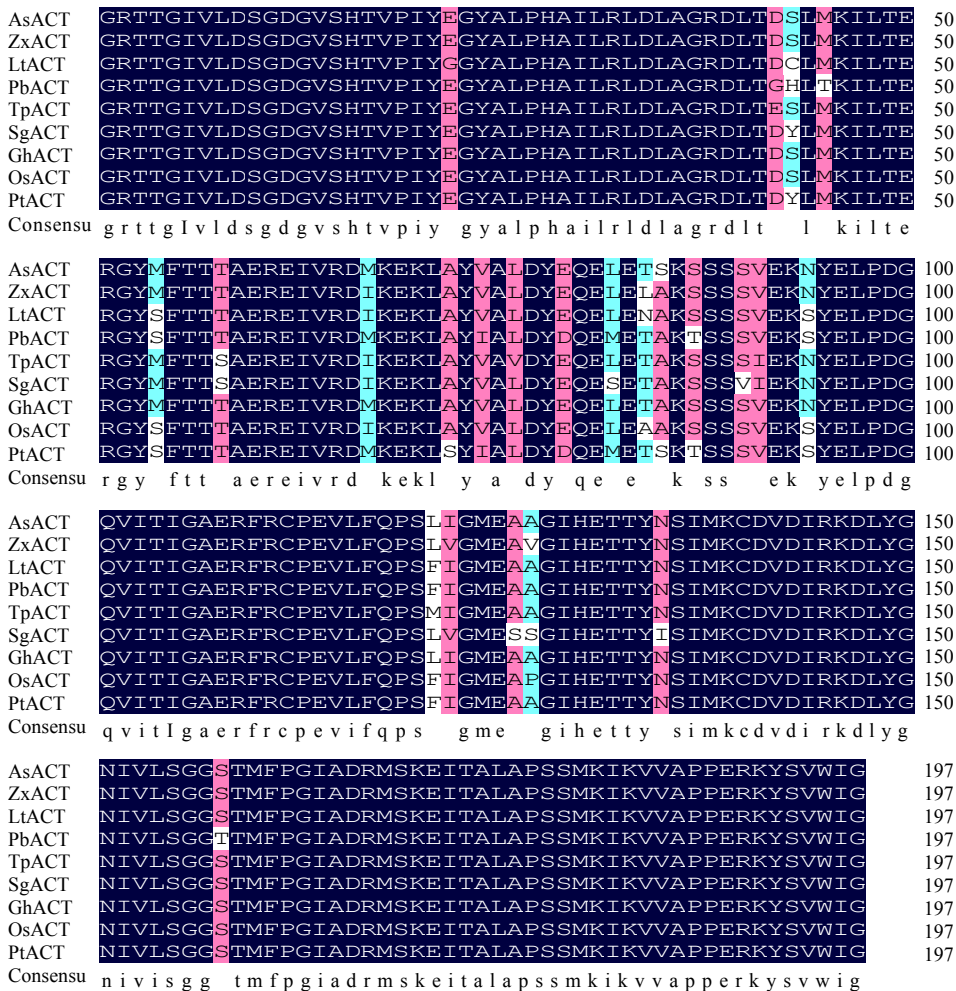 AsACT GRTTGIVLDSGDGVSHTVPIYEGYALPHAILRLDLAGRDLTDSLMKILTE 50
ZxACT GRTTGIVLDSGDGVSHTVPIYEGYALPHAILRLDLAGRDLTDSLMKILTE 50
LtACT GRTTGIVLDSGDGVSHTVPIYGGYALPHAILRLDLAGRDLTDCLMKILTE 50
PbACT GRTTGIVLDSGDGVSHTVPIYEGYALPHAILRLDLAGRDLTGHLTKILTE 50
TpACT GRTTGIVLDSGDGVSHTVPIYEGYALPHAILRLDLAGRDLTESLMKILTE 50
SgACT GRTTGIVLDSGDGVSHTVPIYEGYALPHAILRLDLAGRDLTDYLMKILTE 50
GhACT GRTTGIVLDSGDGVSHTVPIYEGYALPHAILRLDLAGRDLTDSLMKILTE 50
OsACT GRTTGIVLDSGDGVSHTVPIYEGYALPHAILRLDLAGRDLTDSLMKILTE 50
PtACT GRTTGIVLDSGDGVSHTVPIYEGYALPHAILRLDLAGRDLTDYLMKILTE 50
Consensu g r t t g I v l d s g d g v s h t v p i y g y a l p h a i l r l d l a g r d l t l k i l t e
AsACT RGYMFTTTAEREIVRDMKEKLAYVALDYEQELETSKSSSSVEKNYELPDG 100
ZxACT RGYMFTTTAEREIVRDIKEKLAYVALDYEQELELAKSSSSVEKNYELPDG 100
LtACT RGYSFTTTAEREIVRDIKEKLAYVALDYEQELENAKSSSSVEKSYELPDG 100
PbACT RGYSFTTTAEREIVRDMKEKLAYIALDYDQEMETAKTSSSVEKSYELPDG 100
TpACT RGYMFTTSAEREIVRDIKEKLAYVAVDYEQELETAKSSSSIEKNYELPDG 100
SgACT RGYMFTTSAEREIVRDIKEKLAYVALDYEQESETAKSSSVIEKNYELPDG 100
GhACT RGYMFTTTAEREIVRDMKEKLAYVALDYEQELETAKSSSSVEKNYELPDG 100
OsACT RGYSFTTTAEREIVRDIKEKLAYVALDYEQELEAAKSSSSVEKSYELPDG 100
PtACT RGYSFTTTAEREIVRDMKEKLSYIALDYDQEMETSKTSSSVEKSYELPDG 100
Consensu r g y f t t a e r e i v r d k e k l y a d y q e e k s s e k y e l p d g
AsACT QVITIGAERFRCPEVLFQPSLIGMEAAGIHETTYNSIMKCDVDIRKDLYG 150
ZxACT QVITIGAERFRCPEVLFQPSLVGMEAVGIHETTYNSIMKCDVDIRKDLYG 150
LtACT QVITIGAERFRCPEVLFQPSFIGMEAAGIHETTYNSIMKCDVDIRKDLYG 150
PbACT QVITIGAERFRCPEVLFQPSFIGMEAAGIHETTYNSIMKCDVDIRKDLYG 150
TpACT QVITIGAERFRCPEVLFQPSMIGMEAAGIHETTYNSIMKCDVDIRKDLYG 150
SgACT QVITIGAERFRCPEVLFQPSLVGMESSGIHETTYISIMKCDVDIRKDLYG 150
GhACT QVITIGAERFRCPEVLFQPSLIGMEAAGIHETTYNSIMKCDVDIRKDLYG 150
OsACT QVITIGAERFRCPEVLFQPSFIGMEAPGIHETTYNSIMKCDVDIRKDLYG 150
PtACT QVITIGAERFRCPEVLFQPSFIGMEAAGIHETTYNSIMKCDVDIRKDLYG 150
Consensu q v i t I g a e r f r c p e v i f q p s g m e g i h e t t y s i m k c d v d i r k d l y g
AsACT NIVLSGGSTMFPGIADRMSKEITALAPSSMKIKVVAPPERKYSVWIG 197
ZxACT NIVLSGGSTMFPGIADRMSKEITALAPSSMKIKVVAPPERKYSVWIG 197
LtACT NIVLSGGSTMFPGIADRMSKEITALAPSSMKIKVVAPPERKYSVWIG 197
PbACT NIVLSGGTTMFPGIADRMSKEITALAPSSMKIKVVAPPERKYSVWIG 197
TpACT NIVLSGGSTMFPGIADRMSKEITALAPSSMKIKVVAPPERKYSVWIG 197
SgACT NIVLSGGSTMFPGIADRMSKEITALAPSSMKIKVVAPPERKYSVWIG 197
GhACT NIVLSGGSTMFPGIADRMSKEITALAPSSMKIKVVAPPERKYSVWIG 197
OsACT NIVLSGGSTMFPGIADRMSKEITALAPSSMKIKVVAPPERKYSVWIG 197
PtACT NIVLSGGSTMFPGIADRMSKEITALAPSSMKIKVVAPPERKYSVWIG 197
Consensu n i v i s g g t m f p g i a d r m s k e i t a l a p s s m k i k v v a p p e r k y s v w i g